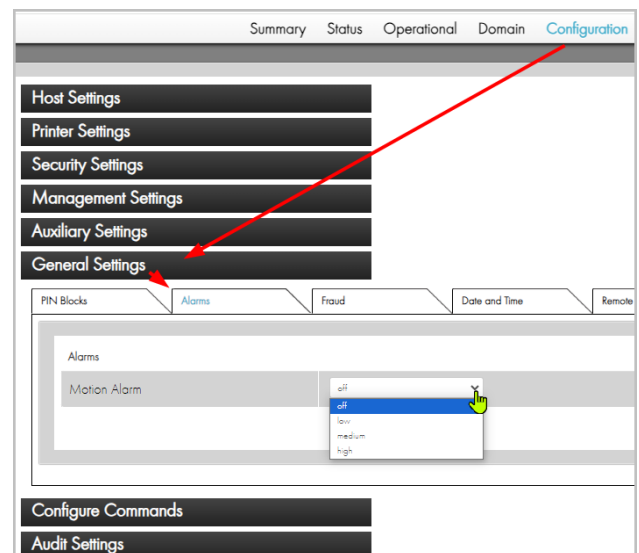 Summary Status Operational Domain Configuration
Host Settings
Printer Settings
Security Settings
Management Settings
Auxiliary Settings
General Settings
PIN Blocks Alarms Fraud Date and Time Remote
Alarms
Motion Alarm off
off
low
medium
high
Configure Commands
Audit Settings